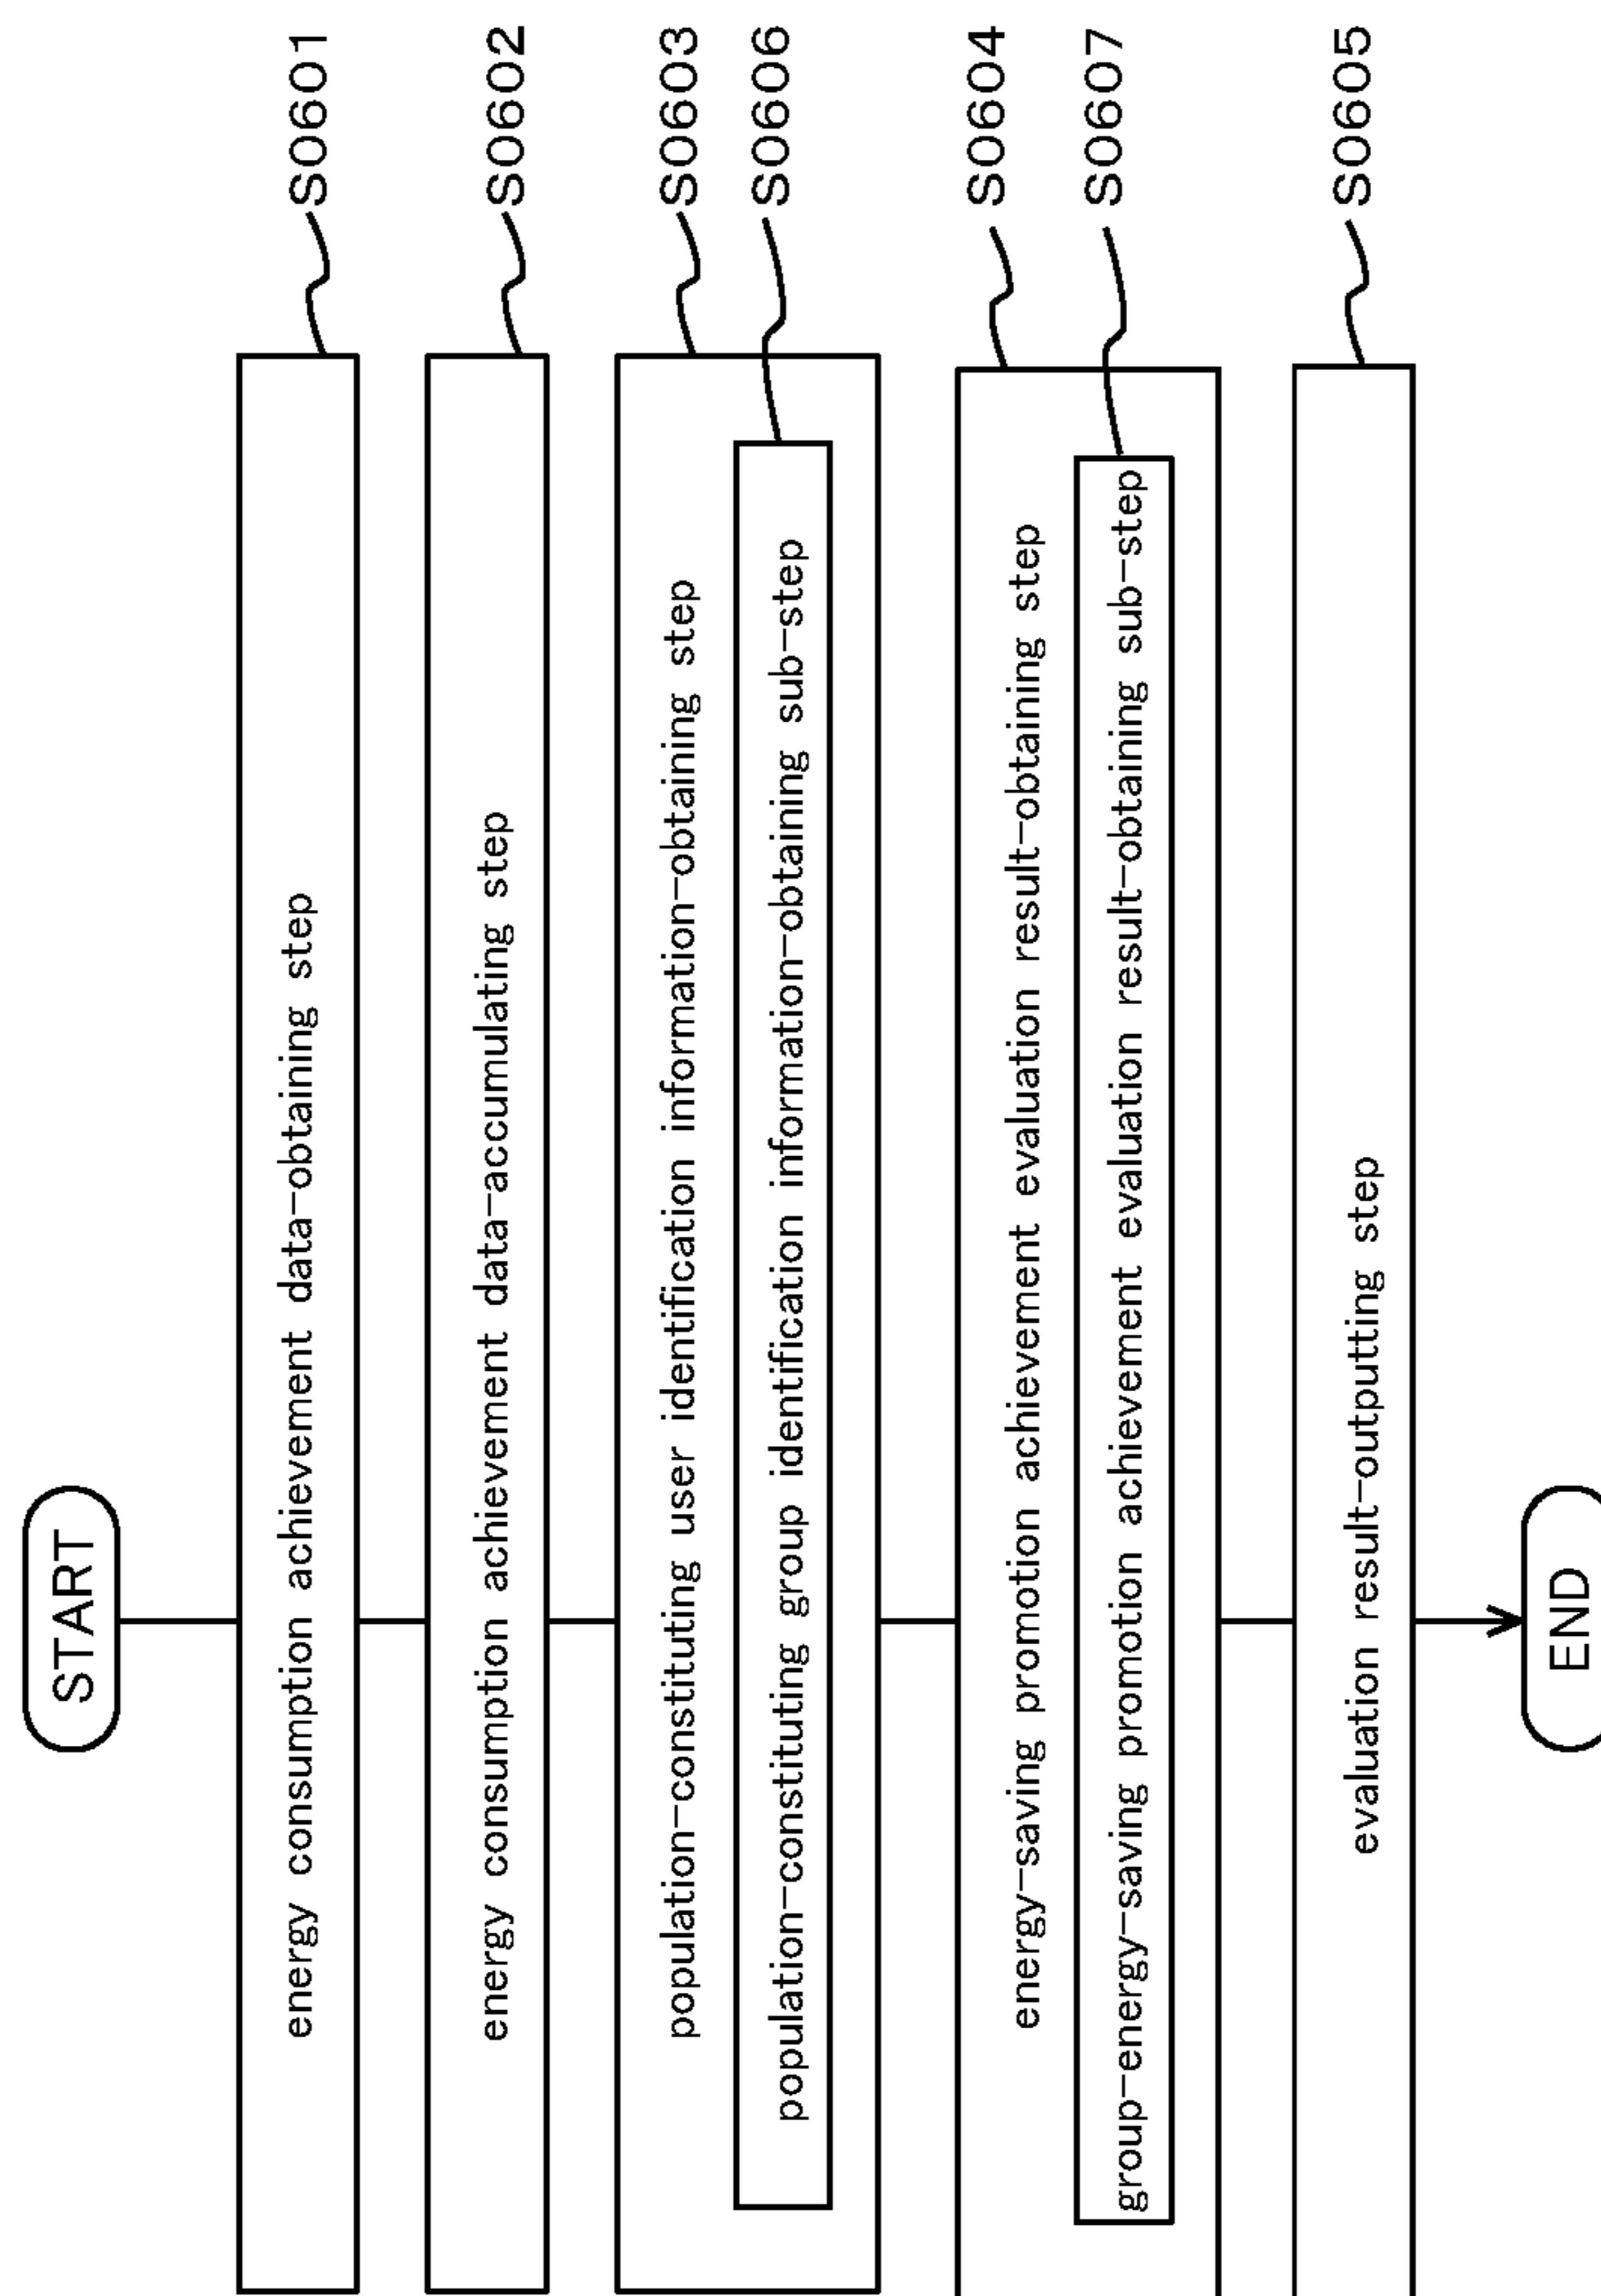 START
energy consumption achievement data-obtaining step
S0601
energy consumption achievement data-accumulating step
S0602
population-constituting user identification information-obtaining step
S0603
population-constituting group identification information-obtaining sub-step
S0606
energy-saving promotion achievement evaluation result-obtaining step
S0604
group-energy-saving promotion achievement evaluation result-obtaining sub-step
S0607
evaluation result-outputting step
S0605
END